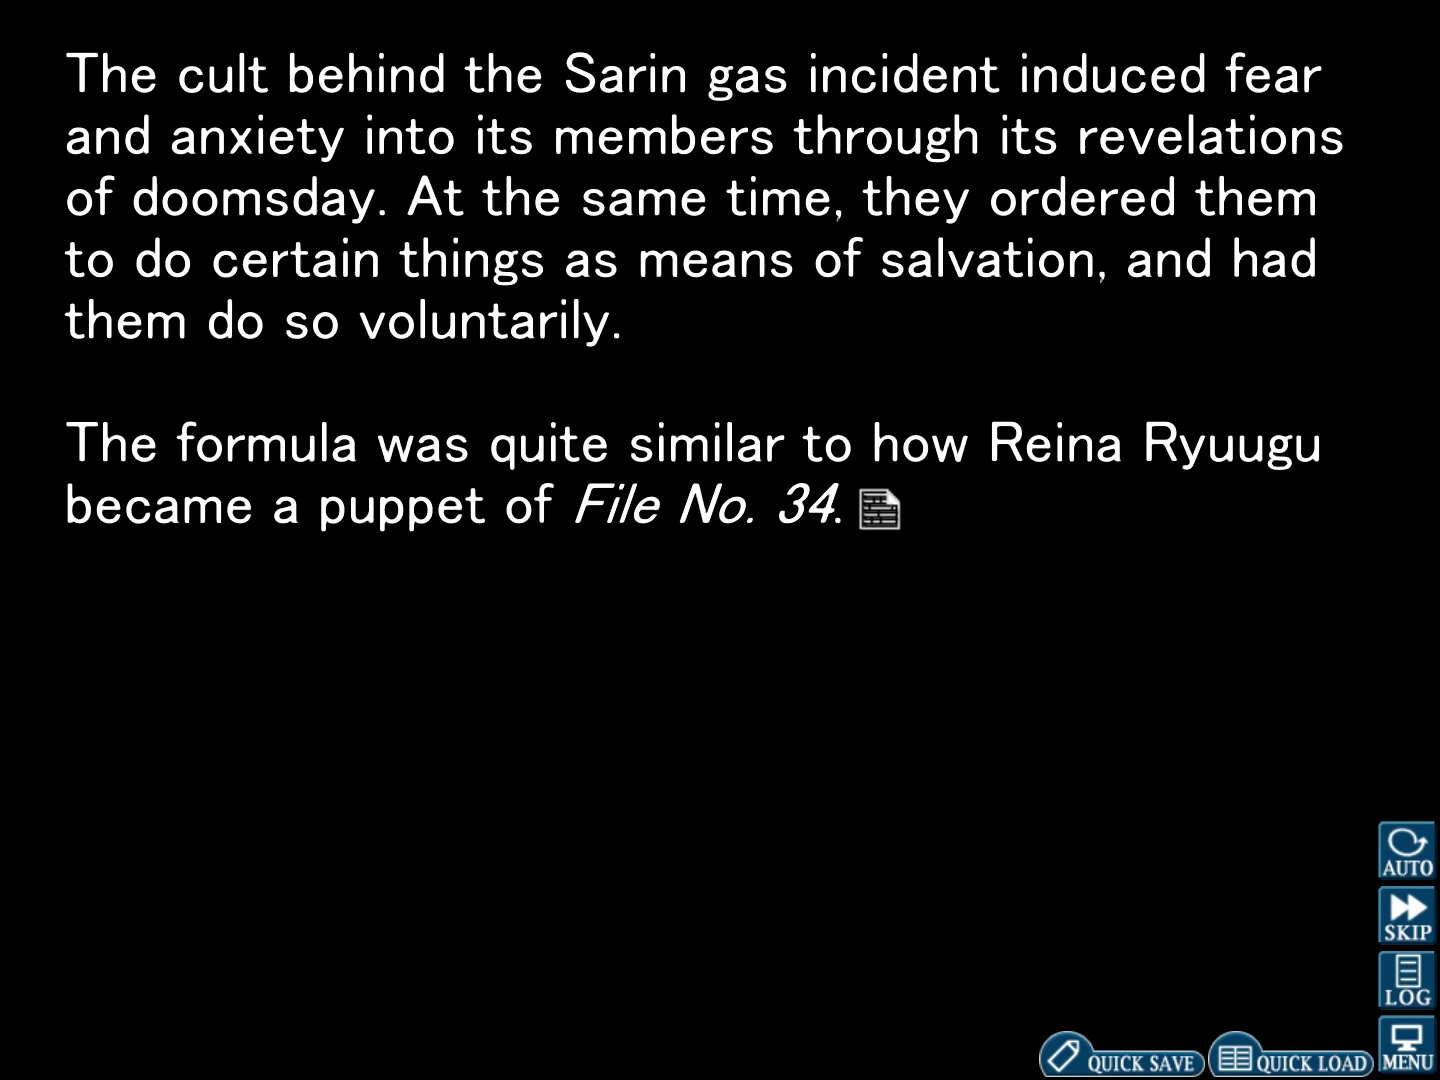 The cult behind the Sarin gas incident induced fear
and anxiety into its members through its revelations
of doomsday. At the same time, they ordered them
to do certain things as means of salvation, and had
them do so voluntarily.
The formula was quite similar to how Reina Ryuugu
became a puppet of File No. 34.
AUTO
SKIP
LOG
QUICK SAVE
QUICK LOAD
MENU